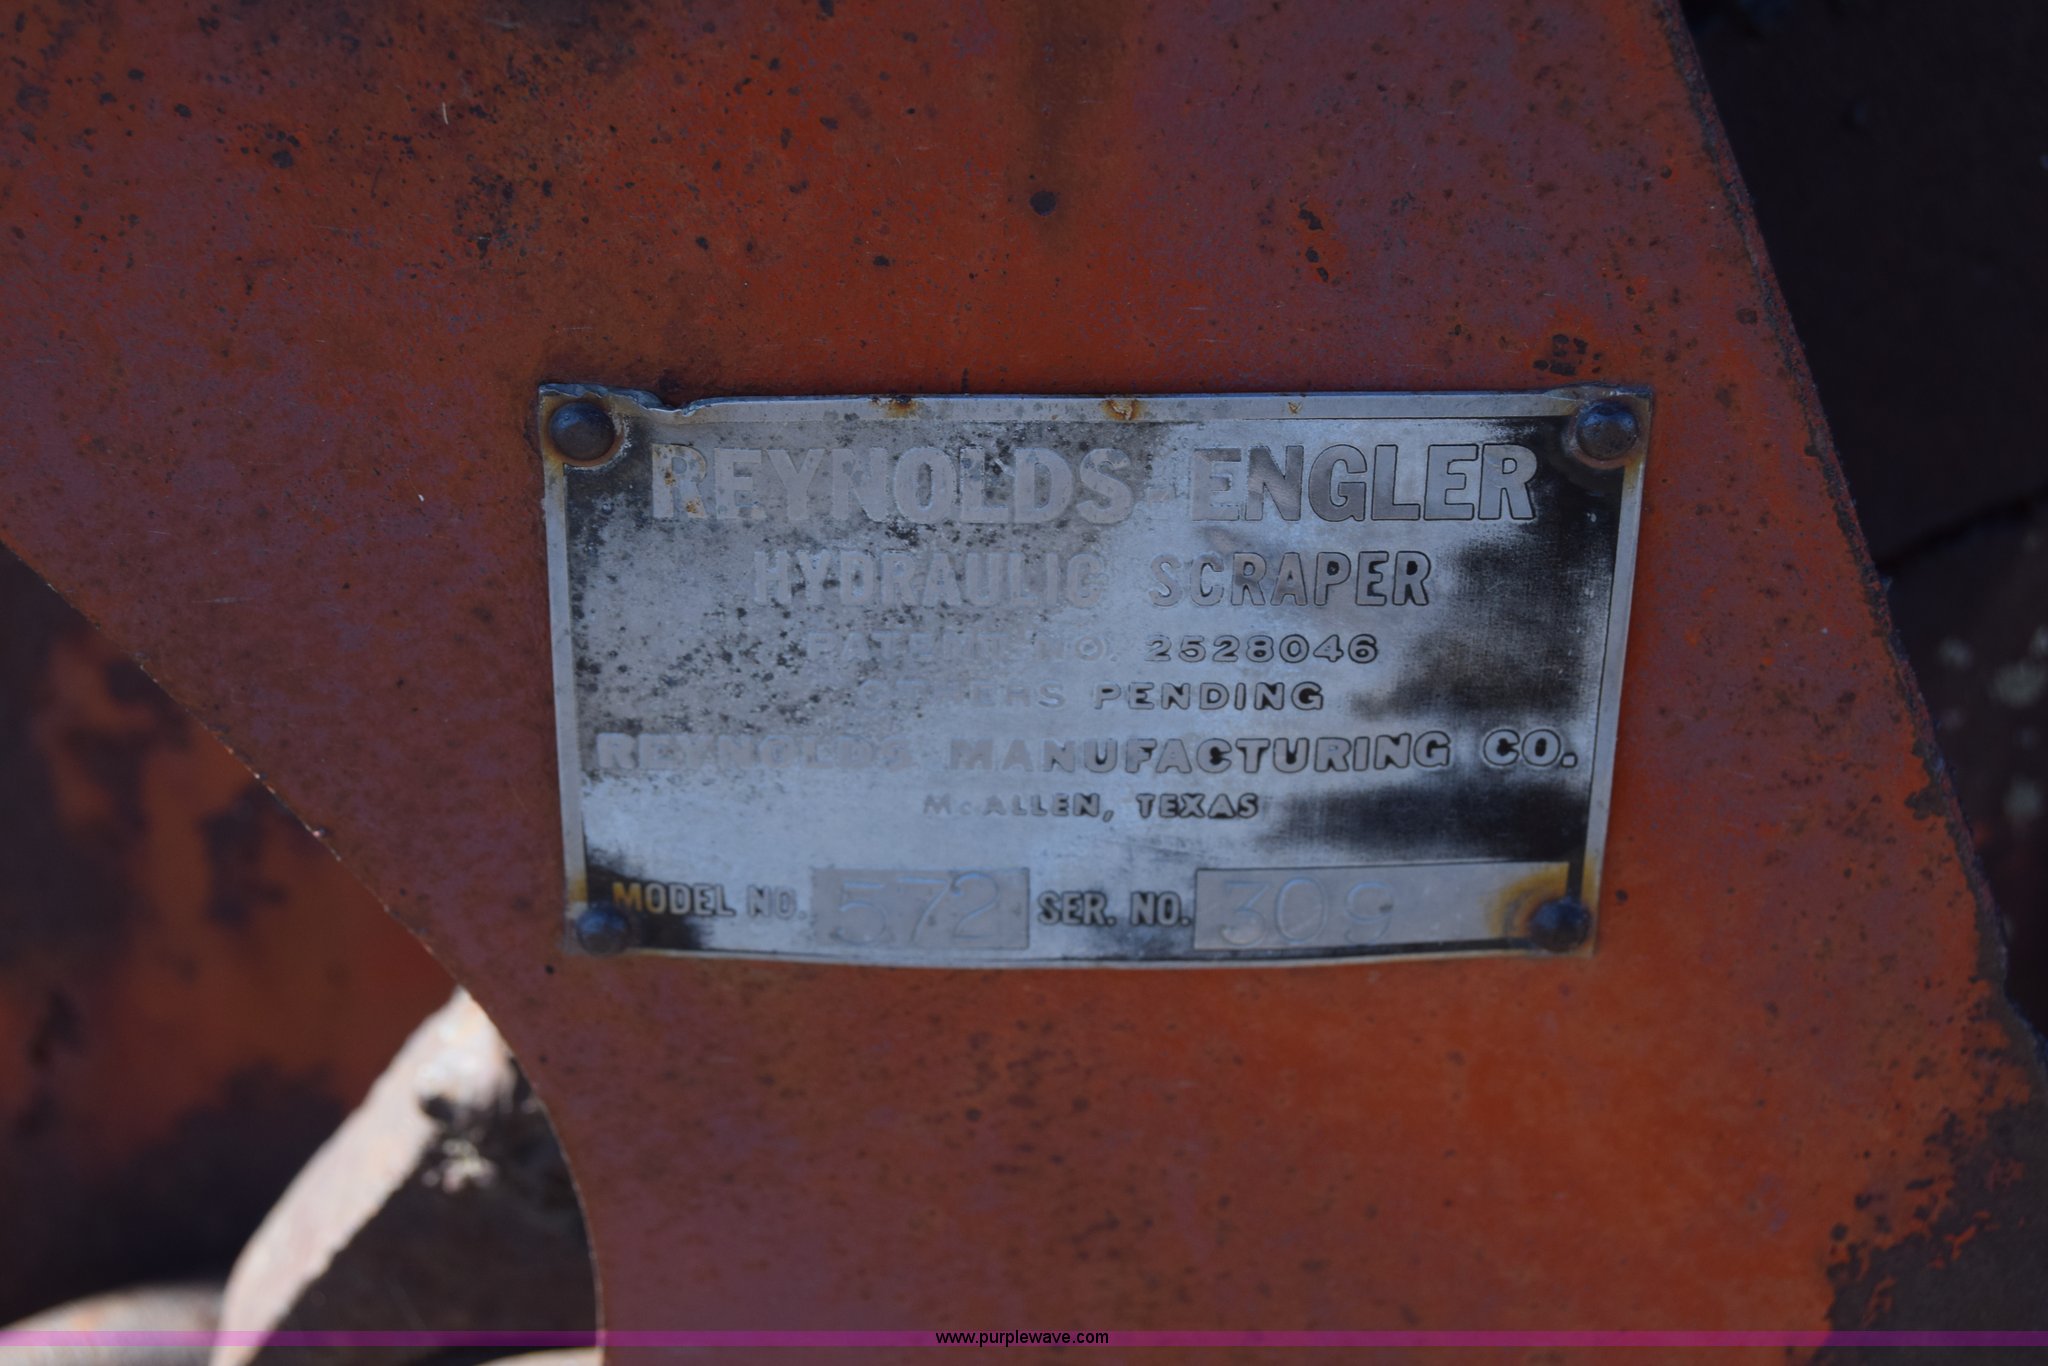 REYNOLDS-ENGLER
HYDRAULIC SCRAPER
PATENT NO. 2528046
OTHERS PENDING
REYNOLDS MANUFACTURING CO.
McALLEN, TEXAS
MODEL NO. 572 SER. NO. 309
www.purplewave.com